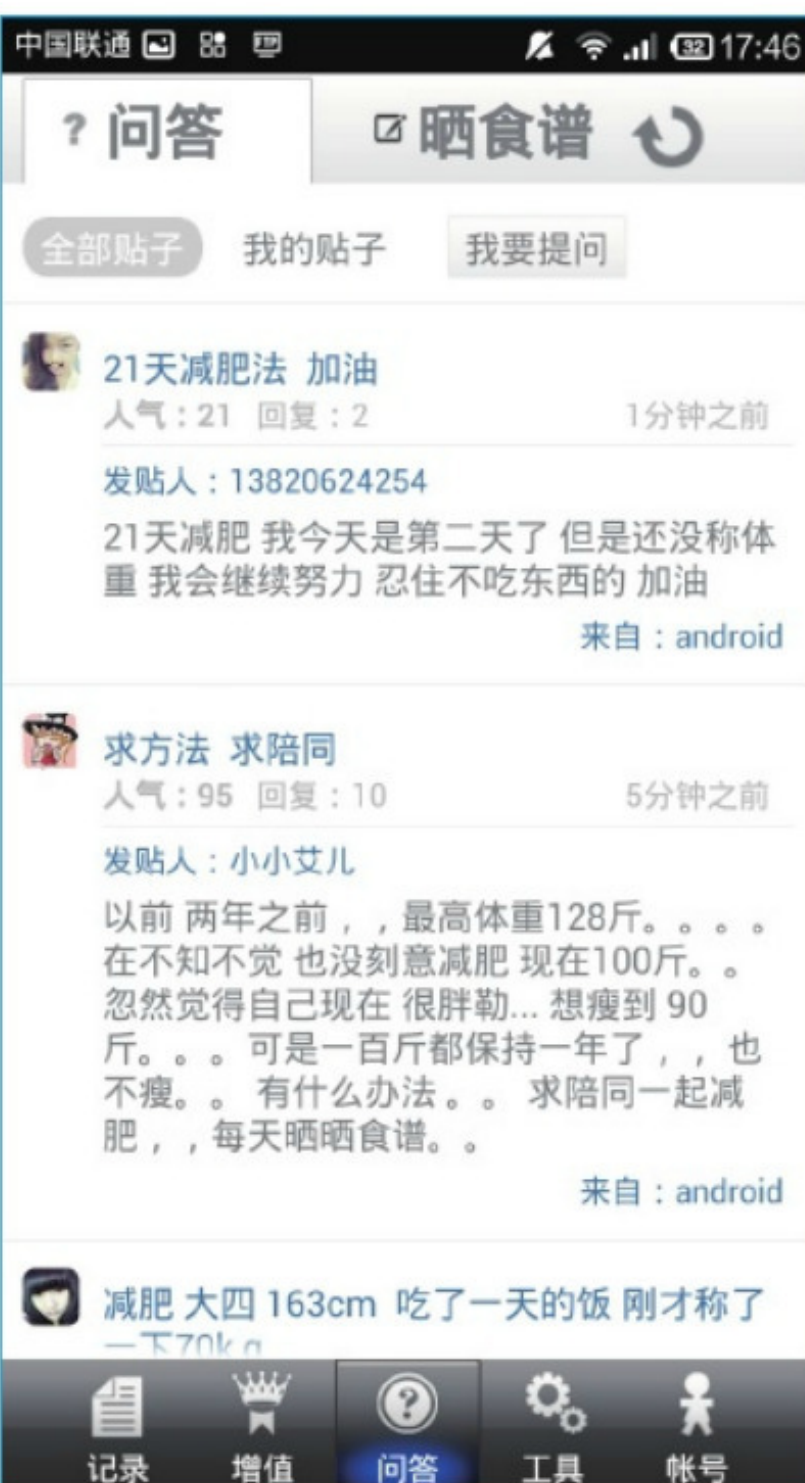 中国联通 32 17:46
? 问答 晒食谱
全部贴子 我的贴子 我要提问
21天减肥法 加油
人气：21 回复：2 1分钟之前
发贴人：13820624254
21天减肥 我今天是第二天了 但是还没称体
重 我会继续努力 忍住不吃东西的 加油
来自：android
求方法 求陪同
人气：95 回复：10 5分钟之前
发贴人：小小艾儿
以前 两年之前，，最高体重128斤。。。。
在不知不觉 也没刻意减肥 现在100斤。。
忽然觉得自己现在 很胖勒... 想瘦到 90
斤。。。可是一百斤都保持一年了，，也
不瘦。。 有什么办法。。 求陪同一起减
肥，，每天晒晒食谱。。
来自：android
减肥 大四 163cm 吃了一天的饭 刚才称了
一下70k g
记录 增值 问答 工具 帐号